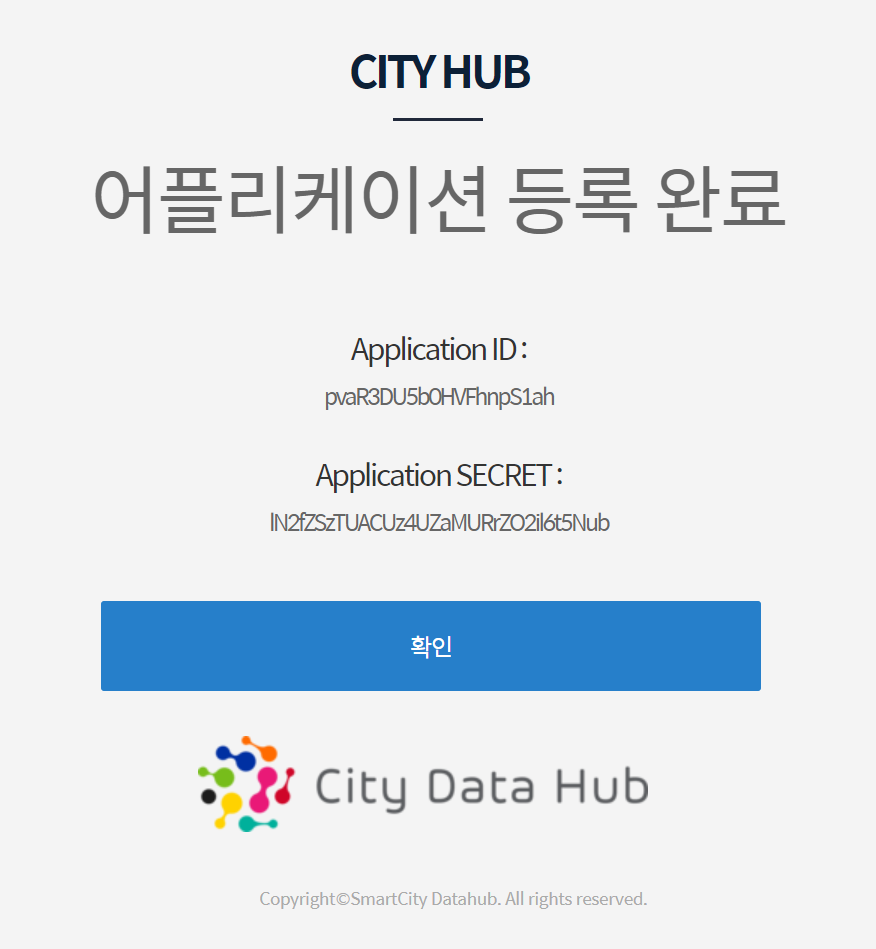 CITY HUB
어플리케이션 등록 완료
Application ID :
pvaR3DU5b0HVFhnpS1ah
Application SECRET :
lN2fZSzTUACUz4UZaMURrZO2il6t5Nub
확인
City Data Hub
Copyright©SmartCity Datahub. All rights reserved.